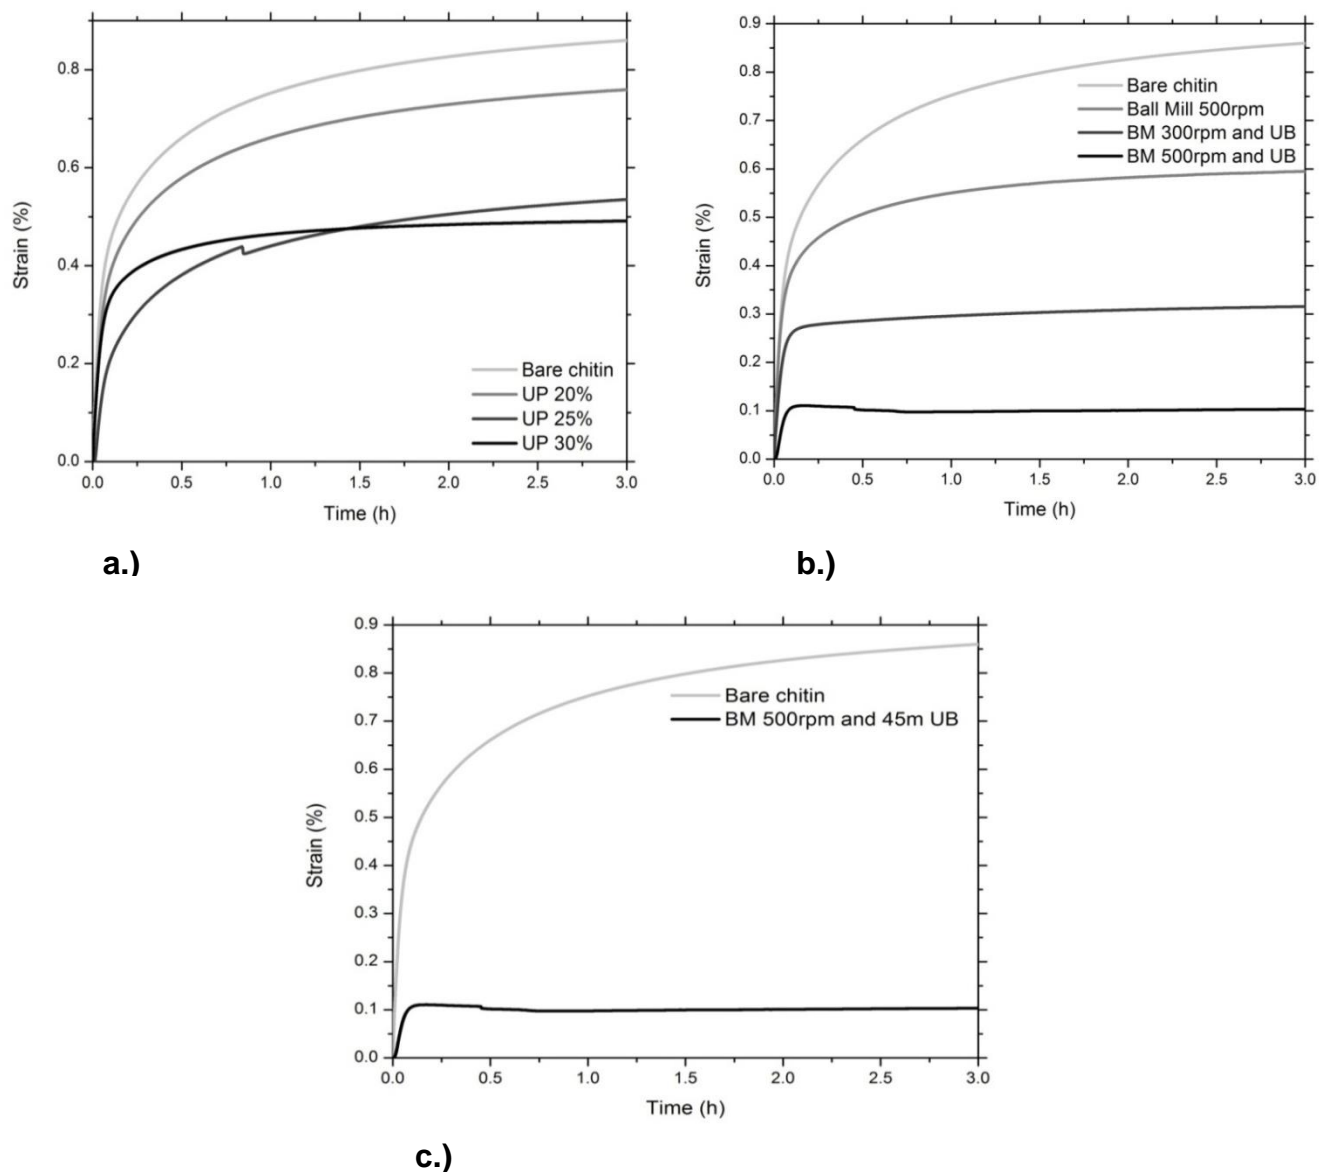 0.8
0.6
0.4
0.2
0.0
Strain (%)
Bare chitin
UP 20%
UP 25%
UP 30%
0.0 0.5 1.0 1.5 2.0 2.5 3.0
Time (h)
a.)
0.9
0.8
0.7
0.6
0.5
0.4
0.3
0.2
0.1
0.0
Strain (%)
Bare chitin
Ball Mill 500rpm
BM 300rpm and UB
BM 500rpm and UB
0.0 0.5 1.0 1.5 2.0 2.5 3.0
Time (h)
b.)
0.9
0.8
0.7
0.6
0.5
0.4
0.3
0.2
0.1
0.0
Strain (%)
Bare chitin
BM 500rpm and 45m UB
0.0 0.5 1.0 1.5 2.0 2.5 3.0
Time (h)
c.)